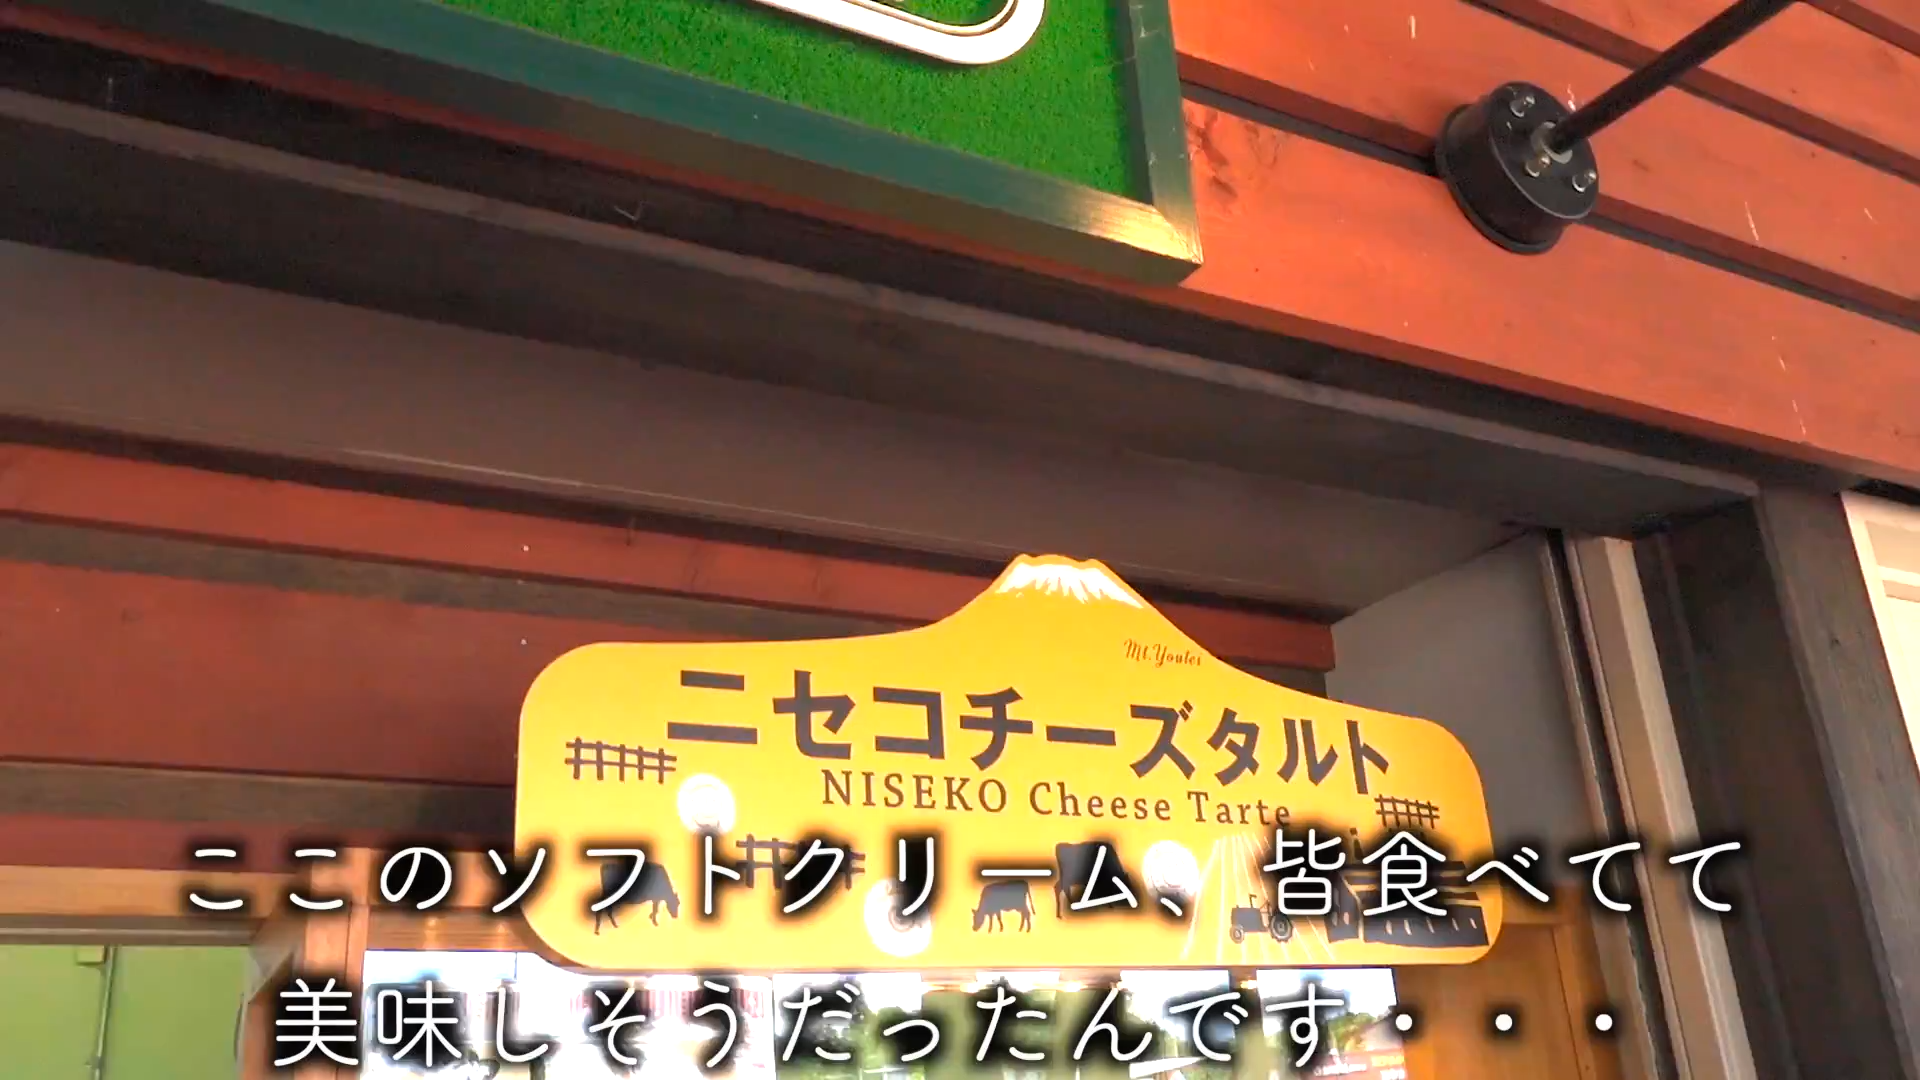 Mt.Youtei
ニセコチーズタルト
NISEKO Cheese Tarte
ここのソフトクリーム、皆食べてて
美味しそうだったんです・・・